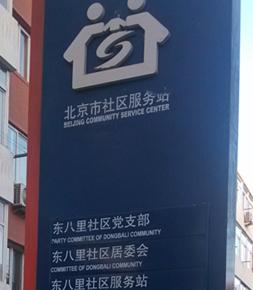 北京市社区服务站
BEIJING COMMUNITY SERVICE CENTER
东八里社区党支部
PARTY COMMITTEE OF DONGBALI COMMUNITY
东八里社区居委会
COMMITTEE OF DONGBALI COMMUNITY
东八里社区服务站